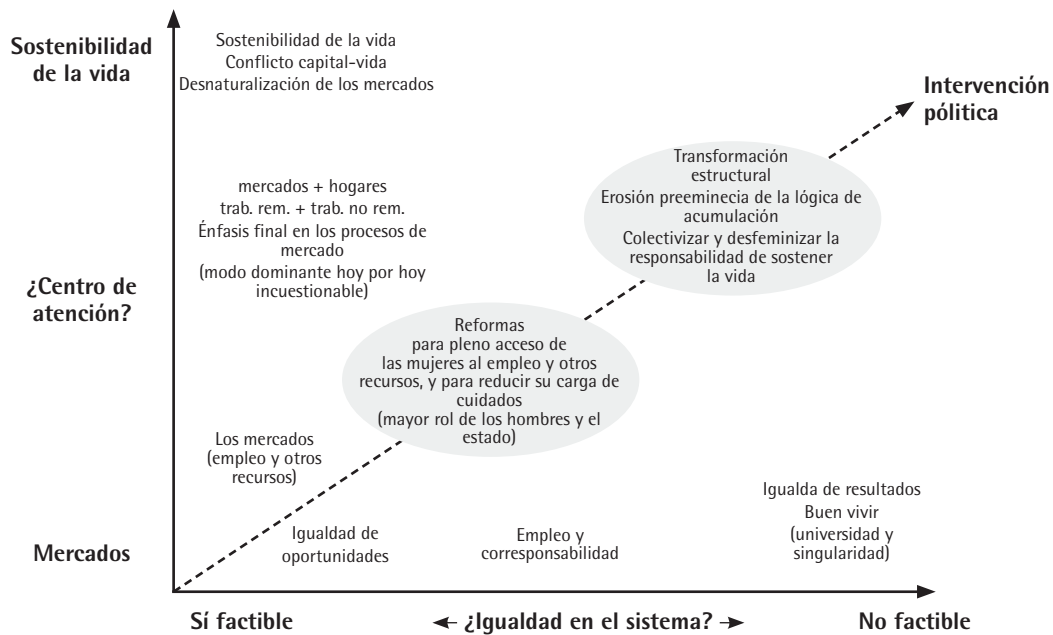 Sostenibilidad
de la vida
Sostenibilidad de la vida
Conflicto capital-vida
Desnaturalización de los mercados
Intervención
pólitica
Transformación
estructural
Erosión preeminecia de la lógica de
acumulación
Colectivizar y desfeminizar la
responsabilidad de sostener
la vida
mercados + hogares
trab. rem. + trab. no rem.
Énfasis final en los procesos de
mercado
(modo dominante hoy por hoy
incuestionable)
¿Centro de
atención?
Reformas
para pleno acceso de
las mujeres al empleo y otros
recursos, y para reducir su carga de
cuidados
(mayor rol de los hombres y el
estado)
Los mercados
(empleo y otros
recursos)
Igualda de resultados
Buen vivir
(universidad y
singularidad)
Igualdad de
oportunidades
Empleo y
corresponsabilidad
Mercados
Sí factible
¿Igualdad en el sistema?
No factible